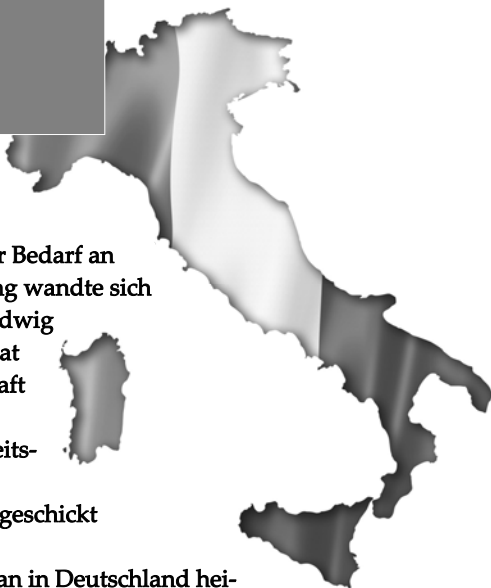 r Bedarf an
ng wandte sich
dwig
at
aft
eits-
geschickt
an in Deutschland hei-